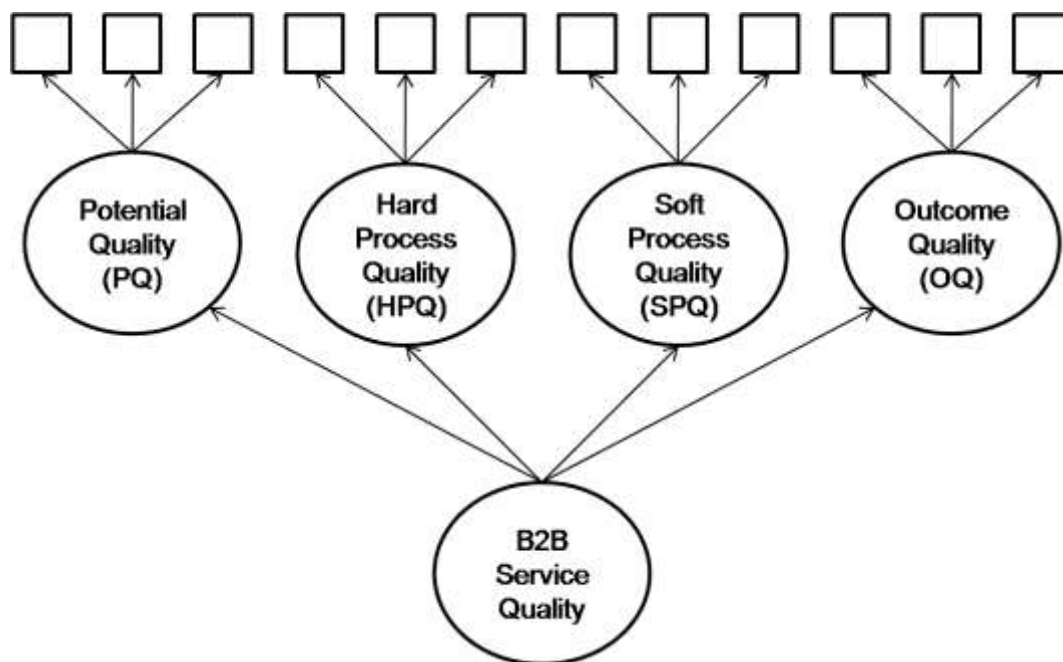 Potential
Quality
(PQ)
Hard
Process
Quality
(HPQ)
Soft
Process
Quality
(SPQ)
Outcome
Quality
(OQ)
B2B
Service
Quality